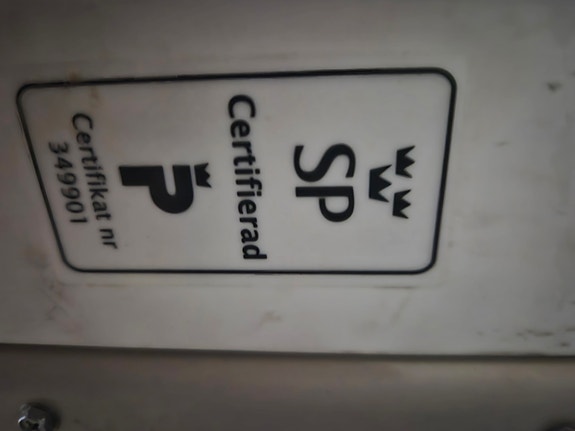 SP
Certifierad
P
Certifikat nr
349901